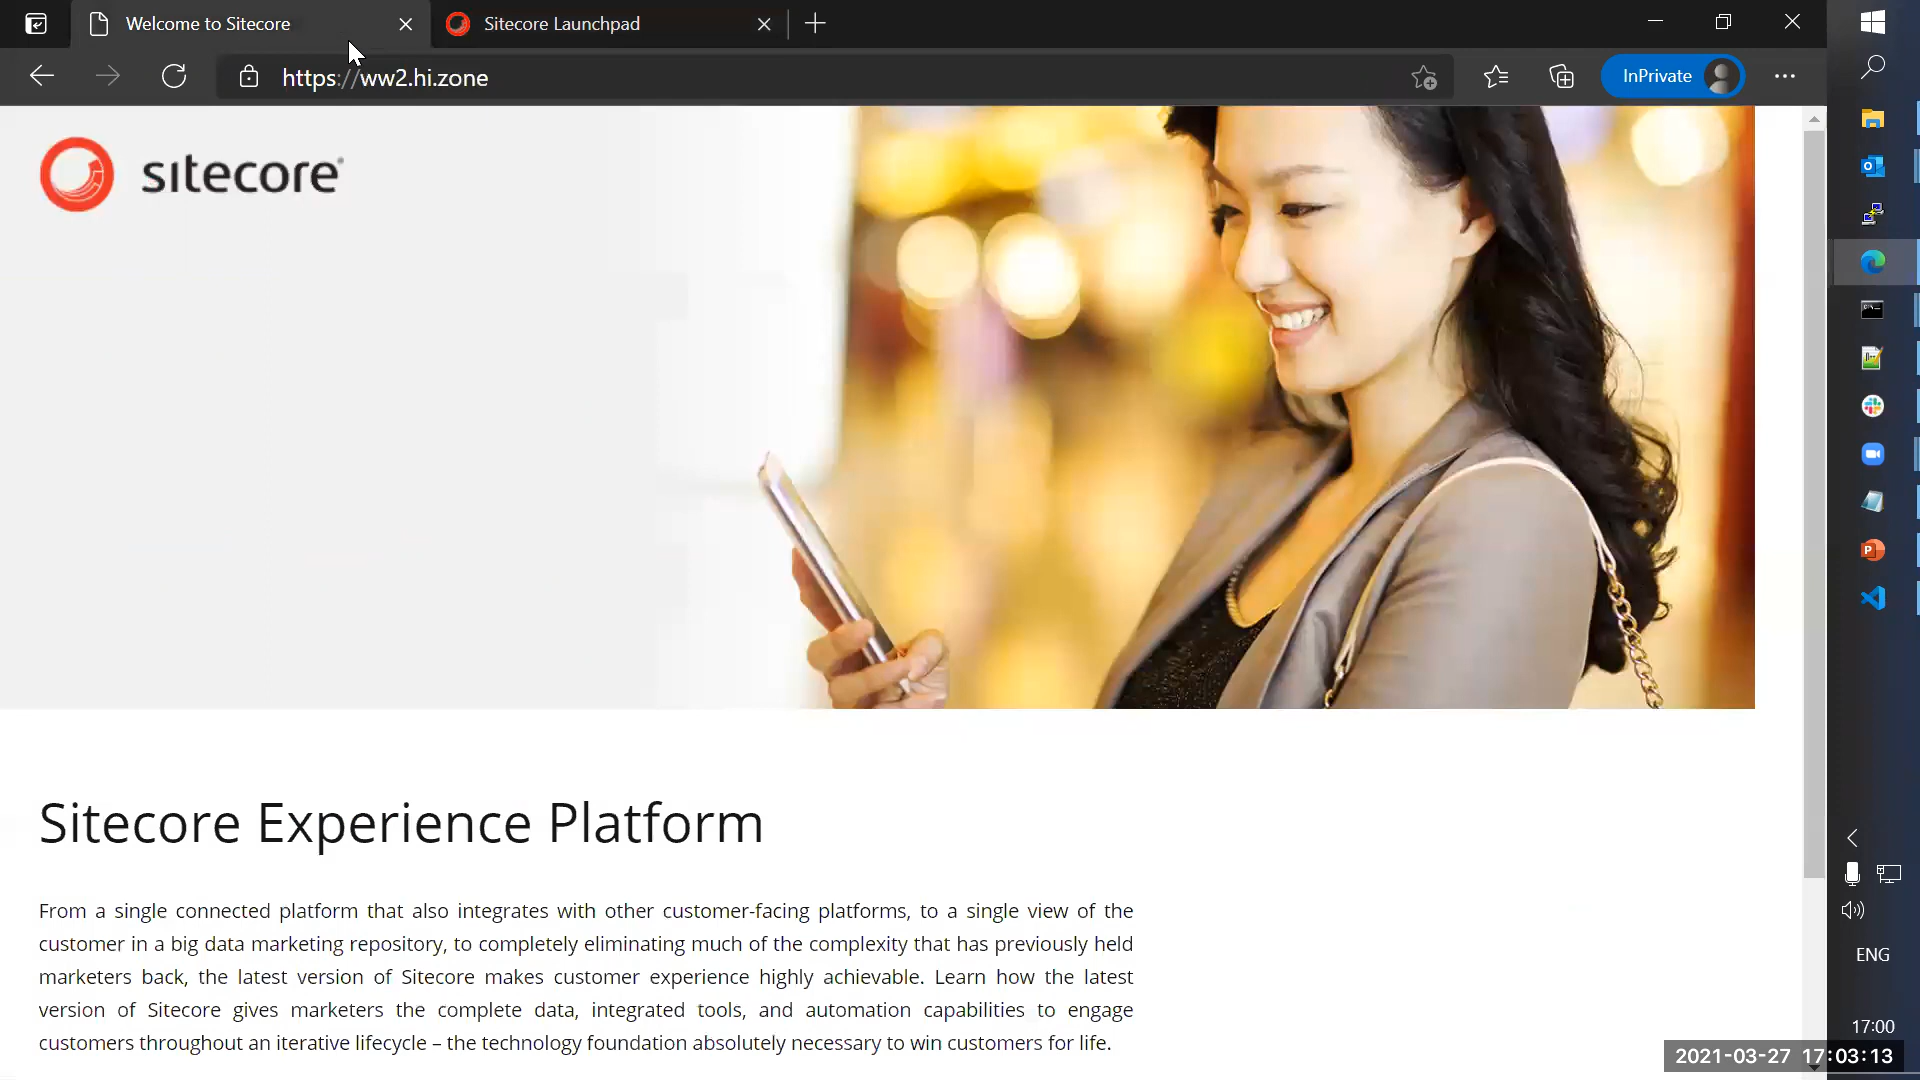 Welcome to Sitecore
Sitecore Launchpad
https://ww2.hi.zone
InPrivate
sitecore
Sitecore Experience Platform
From a single connected platform that also integrates with other customer-facing platforms, to a single view of the
customer in a big data marketing repository, to completely eliminating much of the complexity that has previously held
marketers back, the latest version of Sitecore makes customer experience highly achievable. Learn how the latest
version of Sitecore gives marketers the complete data, integrated tools, and automation capabilities to engage
customers throughout an iterative lifecycle – the technology foundation absolutely necessary to win customers for life.
ENG
17:00
2021-03-27 17:03:13